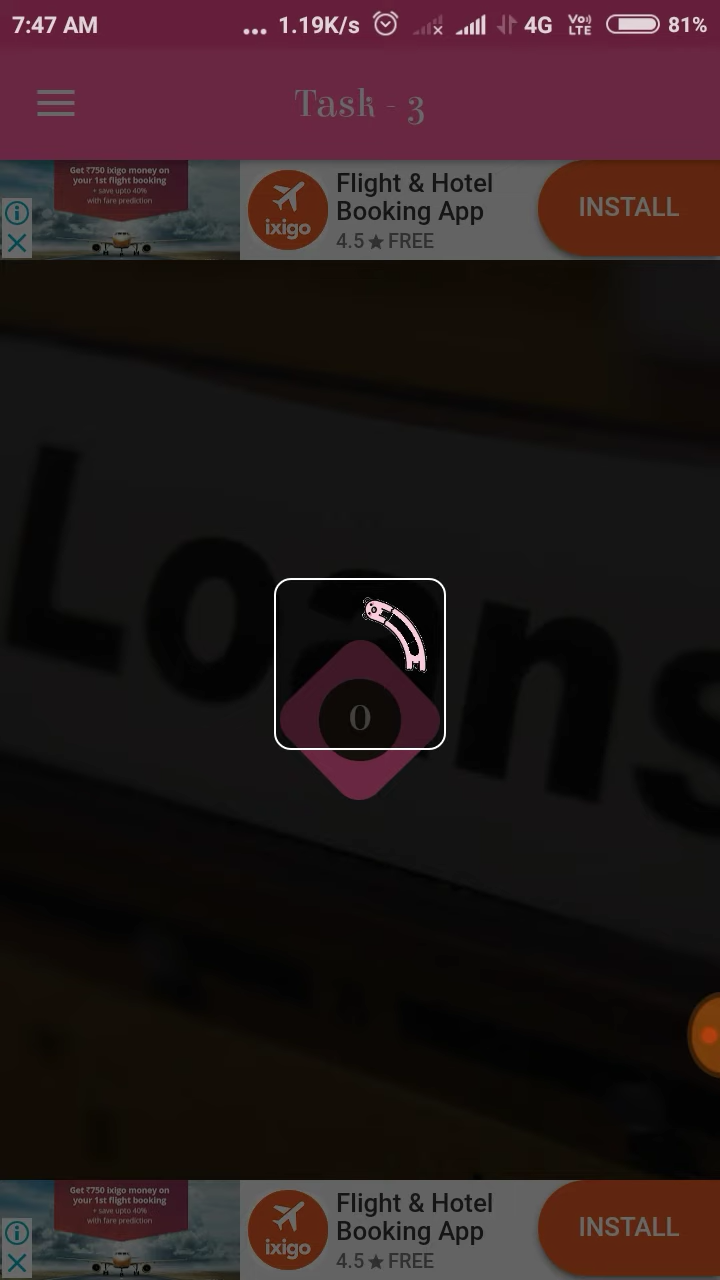 7:47 AM ... 1.19K/s 4G Vo LTE 81%
Task - 3
Get ₹750 ixigo money on
your 1st flight booking
+ save upto 40%
with fare prediction
ixigo
Flight & Hotel
Booking App
4.5 ★ FREE
INSTALL
Loans
0
Get ₹750 ixigo money on
your 1st flight booking
+ save upto 40%
with fare prediction
ixigo
Flight & Hotel
Booking App
4.5 ★ FREE
INSTALL